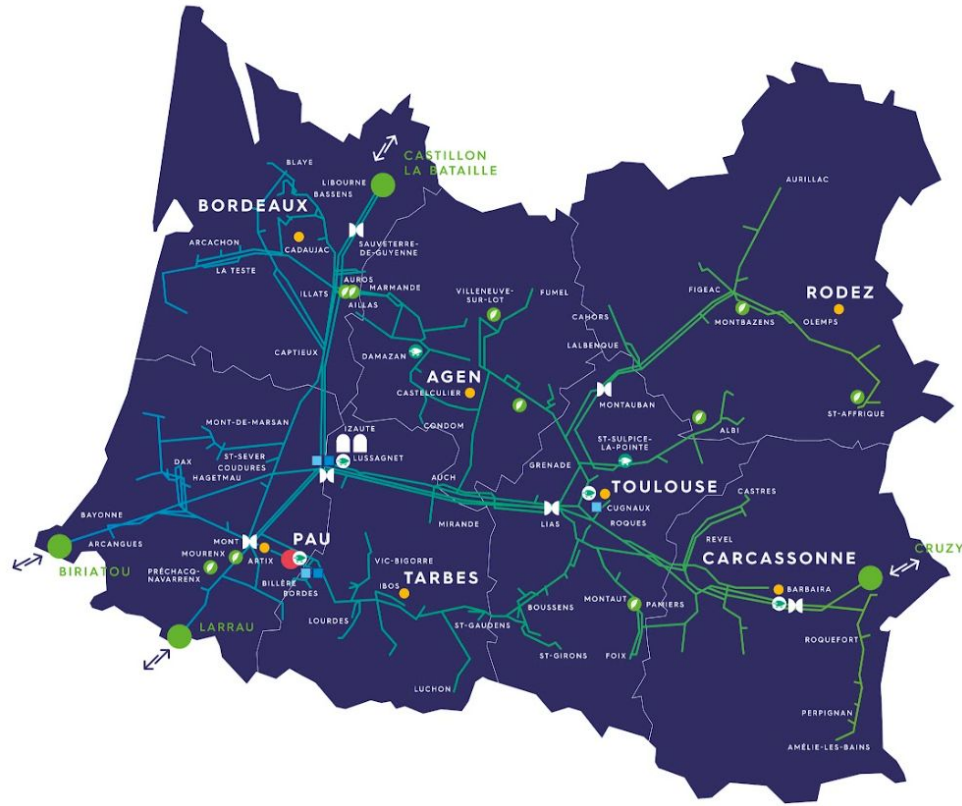 CASTILLON
LA BATAILLE
BLAYE
LIBOURNE
BASSENS
BORDEAUX
CADAUJAC
SAUVETERRE-
DE-GUYENNE
ARCACHON
LA TESTE
AURILLAC
ILLATS
AUROS
MARMANDE
AILLAS
VILLENEUVE-
SUR-LOT
FUMEL
FIGEAC
MONTBAZENS
RODEZ
OLEMPS
CAHORS
LALBENQUE
CAPTIEUX
DAMAZAN
AGEN
CASTELCULIER
CONDOM
MONTAUBAN
ST-AFFRIQUE
ALBI
MONT-DE-MARSAN
IZAUTE
LUSSAGNET
ST-SEVER
COUDURES
HAGETMAU
DAX
ST-SULPICE-
LA-POINTE
GRENADE
AUCH
MIRANDE
TOULOUSE
CUGNAUX
LIAS
ROQUES
CASTRES
REVEL
BAYONNE
ARCANGUES
BIRIATOU
MONT
MOURENX
PRÉCHACQ-
NAVARRENX
ARTIX
PAU
BILLÈRE
BORDES
VIC-BIGORRE
IBOS
TARBES
LOURDES
LARRAU
BOUSSENS
ST-GAUDENS
ST-GIRONS
LUCHON
MONTAUT
PAMIERS
FOIX
CARCASSONNE
BARBAIRA
CRUZY
ROQUEFORT
PERPIGNAN
AMÉLIE-LES-BAINS